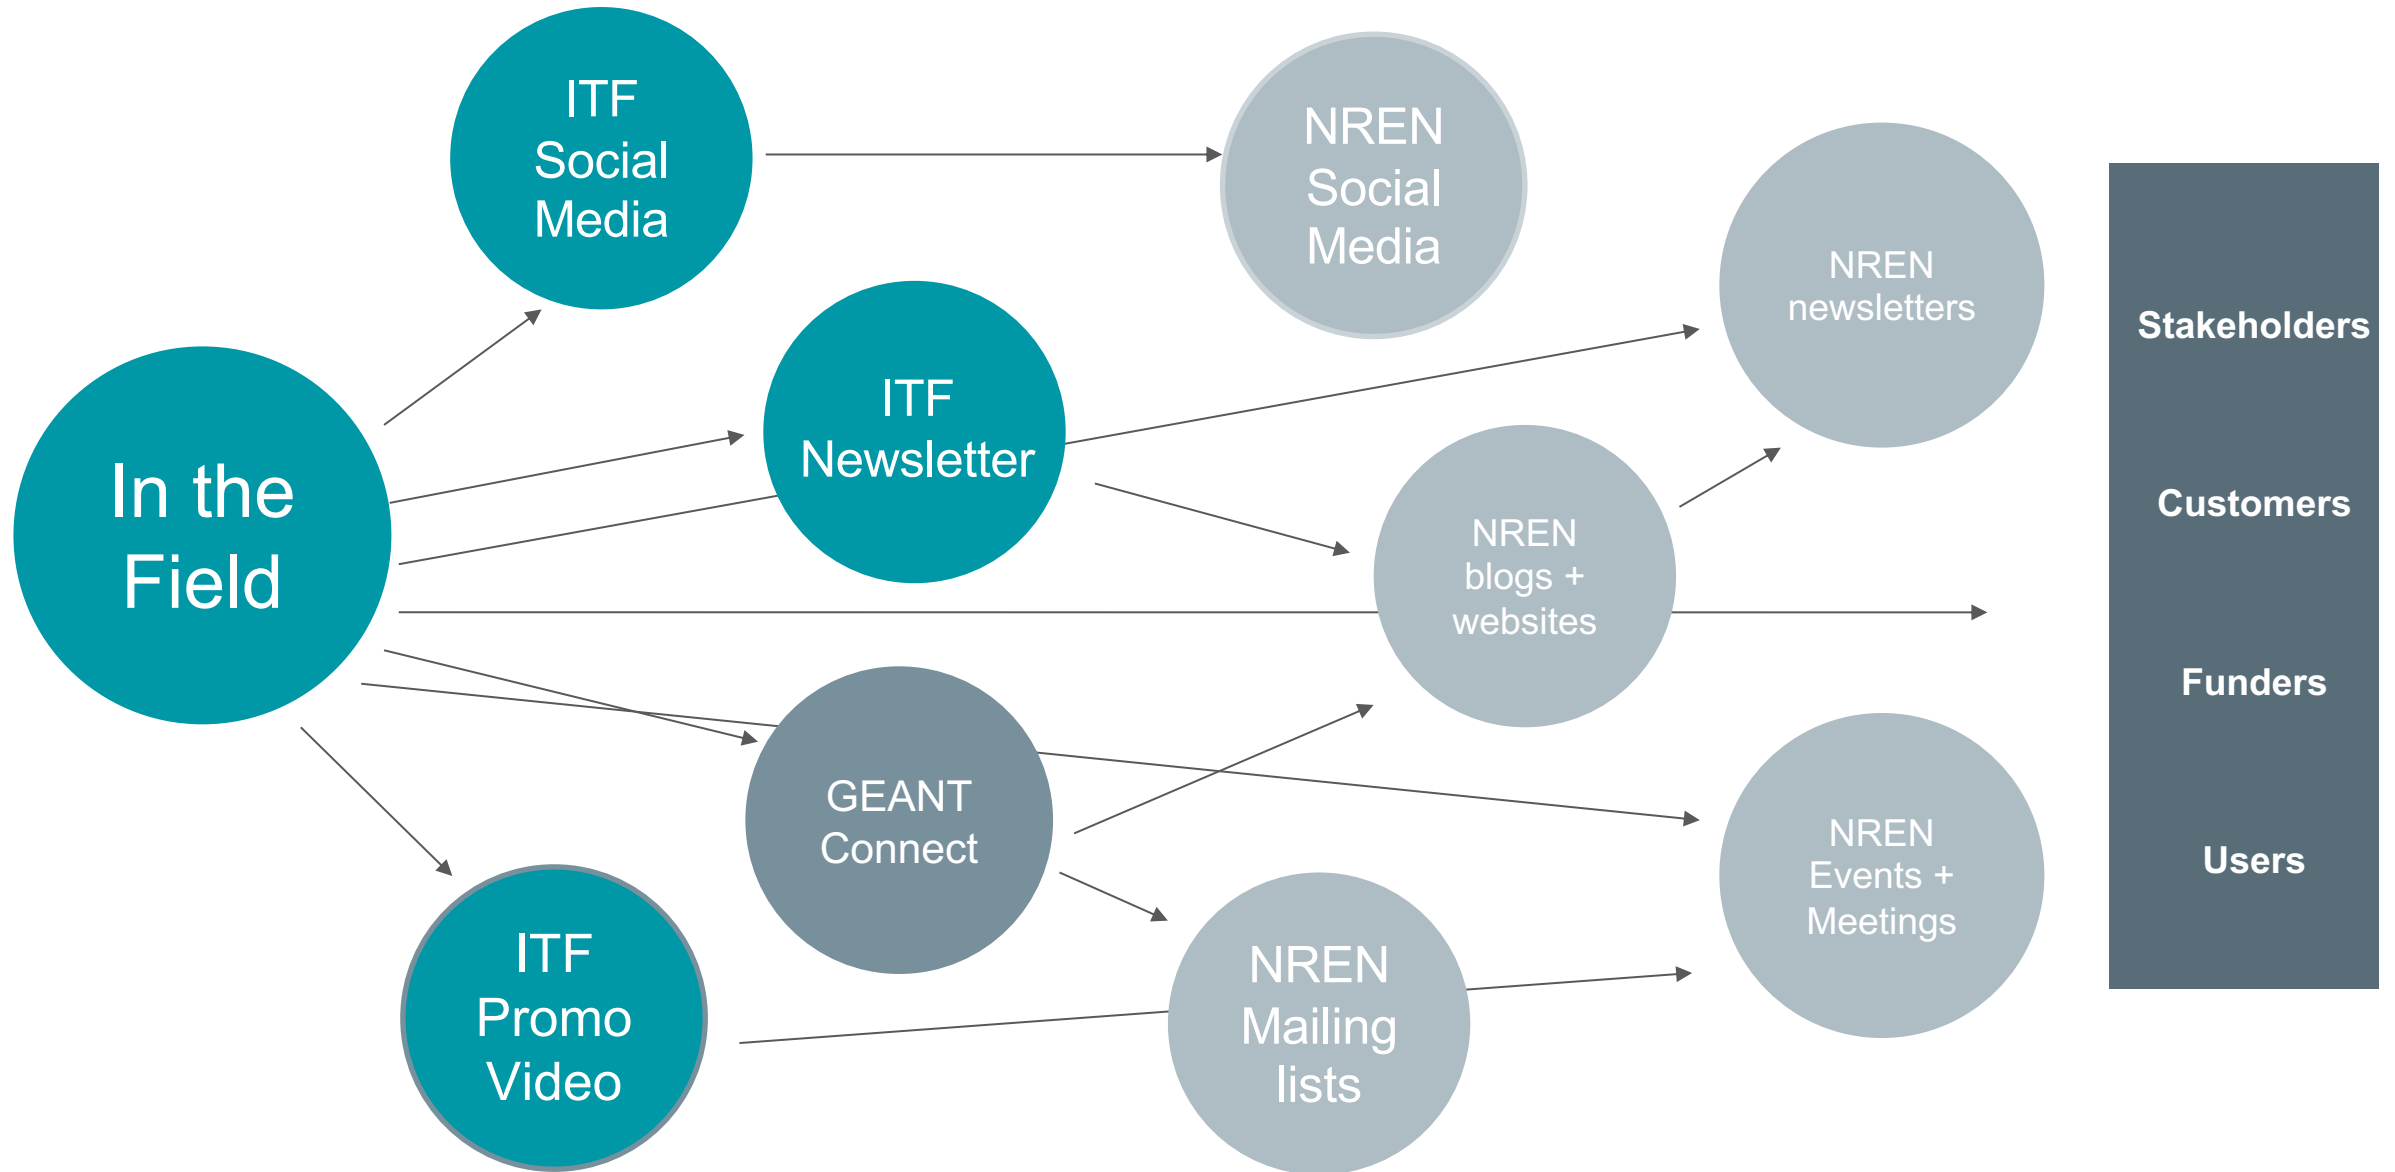 ITF
Social
Media
NREN
Social
Media
NREN
newsletters
Stakeholders
ITF
Newsletter
In the
Field
Customers
NREN
blogs +
websites
Funders
GEANT
Connect
NREN
Events +
Meetings
Users
ITF
Promo
Video
NREN
Mailing
lists